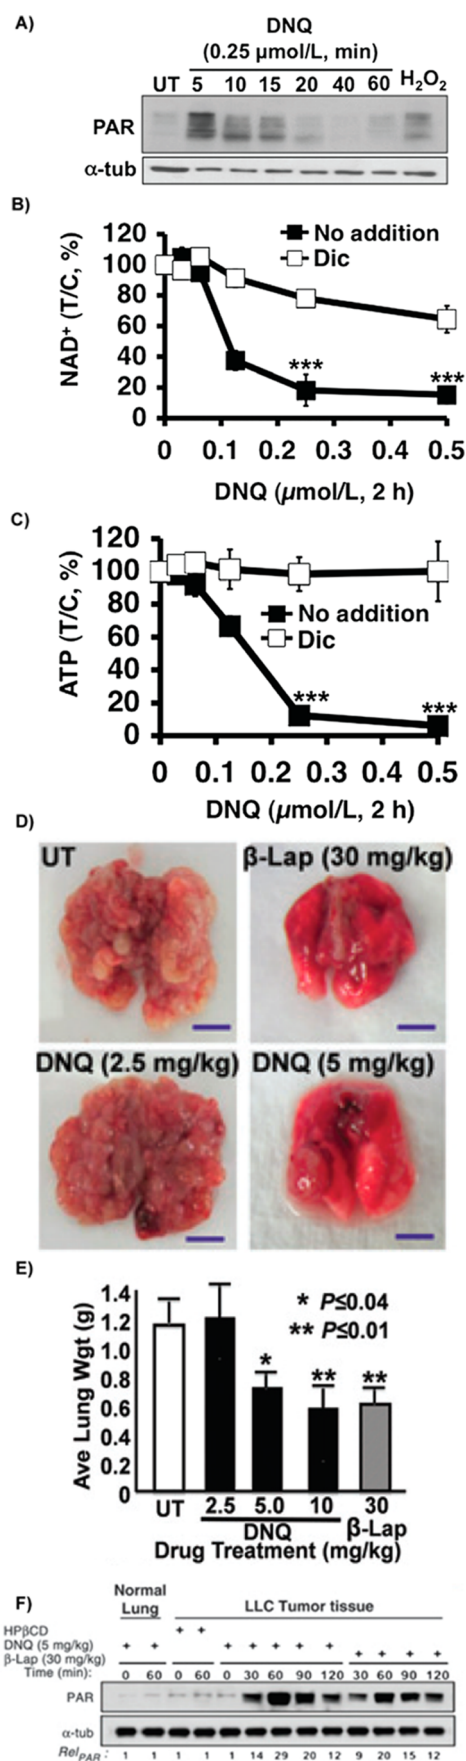 A)
DNQ
(0.25 µmol/L, min)
UT 5 10 15 20 40 60 H2O2
PAR
α-tub
B)
NAD+ (T/C, %)
120
100
80
60
40
20
0
No addition
Dic
***
***
0 0.1 0.2 0.3 0.4 0.5
DNQ (µmol/L, 2 h)
C)
ATP (T/C, %)
120
100
80
60
40
20
0
No addition
Dic
***
***
0 0.1 0.2 0.3 0.4 0.5
DNQ (µmol/L, 2 h)
D)
UT
β-Lap (30 mg/kg)
DNQ (2.5 mg/kg)
DNQ (5 mg/kg)
E)
Ave Lung Wgt (g)
1.4
1.2
1.0
0.8
0.6
0.4
0.2
0
* P≤0.04
** P≤0.01
*
**
**
UT 2.5 5.0 10 30
DNQ β-Lap
Drug Treatment (mg/kg)
F)
Normal Lung
LLC Tumor tissue
HPβCD + +
DNQ (5 mg/kg) + + + + + + +
β-Lap (30 mg/kg) + + + +
Time (min): 0 60 0 60 0 30 60 90 120 30 60 90 120
PAR
α-tub
RelPAR : 1 1 1 1 1 14 29 20 12 9 20 15 12